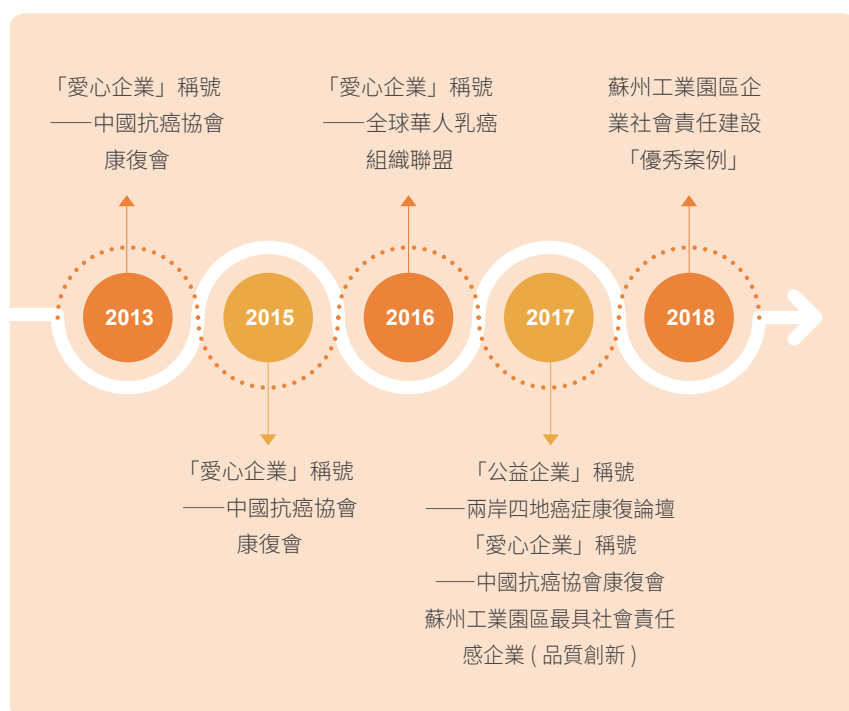 「愛心企業」稱號
——中國抗癌協會
康復會
「愛心企業」稱號
——全球華人乳癌
組織聯盟
蘇州工業園區企
業社會責任建設
「優秀案例」
2013
2015
2016
2017
2018
「愛心企業」稱號
——中國抗癌協會
康復會
「公益企業」稱號
——兩岸四地癌症康復論壇
「愛心企業」稱號
——中國抗癌協會康復會
蘇州工業園區最具社會責任
感企業 ( 品質創新 )